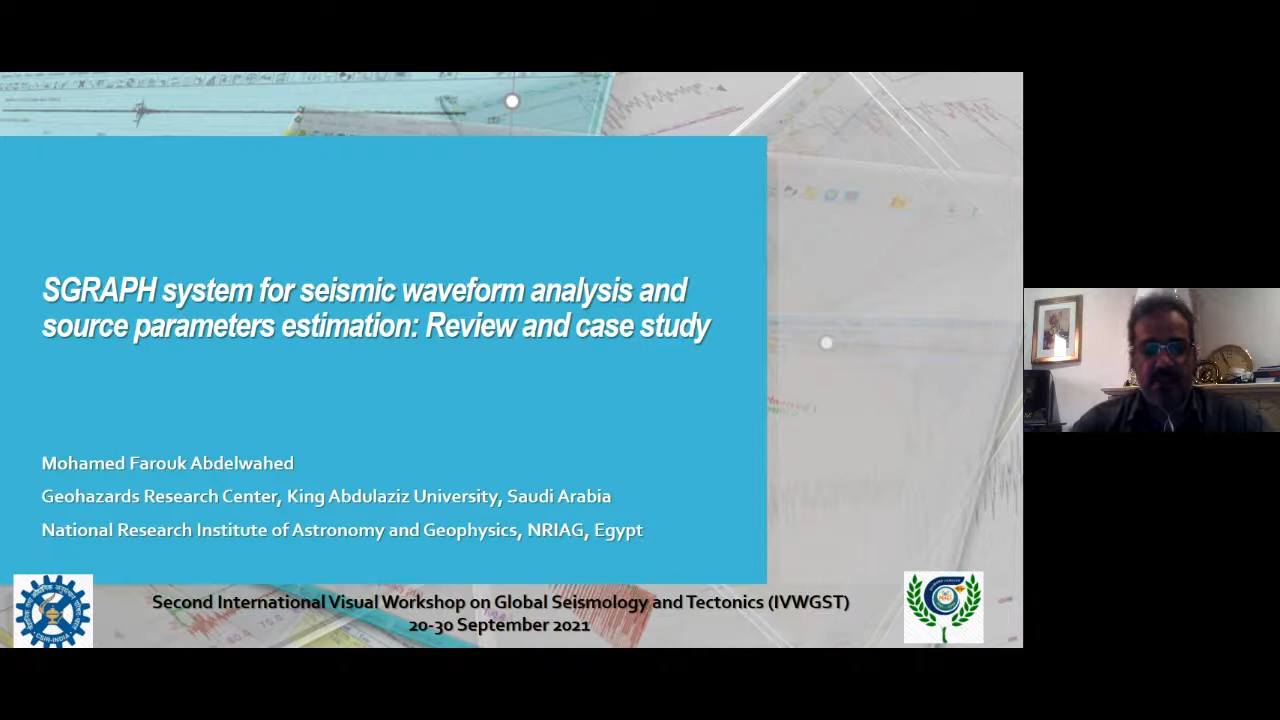 SGRAPH system for seismic waveform analysis and
source parameters estimation: Review and case study
Mohamed Farouk Abdelwahed
Geohazards Research Center, King Abdulaziz University, Saudi Arabia
National Research Institute of Astronomy and Geophysics, NRIAG, Egypt
Second International Visual Workshop on Global Seismology and Tectonics (IVWGST)
20-30 September 2021
CSIR-INDIA